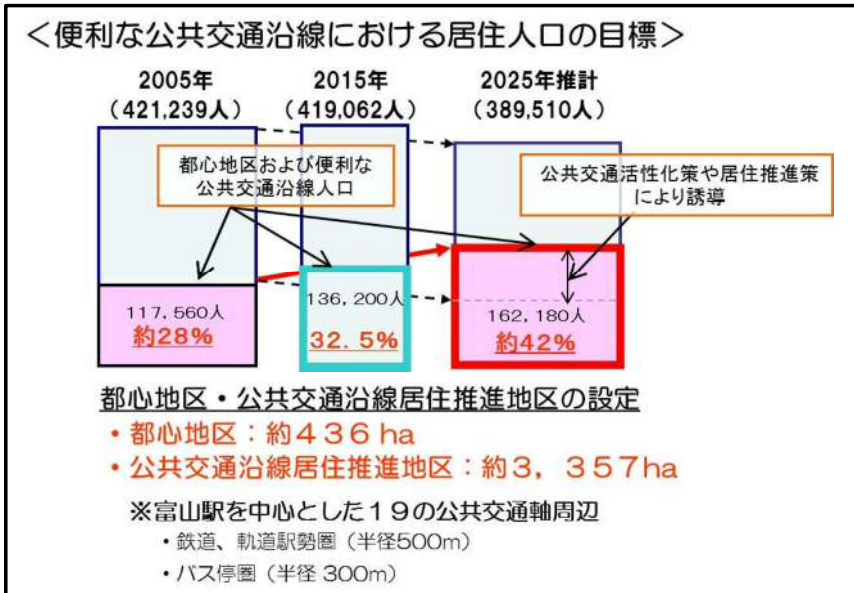 ＜便利な公共交通沿線における居住人口の目標＞
2005年
（421,239人）
2015年
（419,062人）
2025年推計
（389,510人）
都心地区および便利な
公共交通沿線人口
公共交通活性化策や居住推進策
により誘導
117,560人
約28%
136,200人
32.5%
162,180人
約42%
都心地区・公共交通沿線居住推進地区の設定
・都心地区：約４３６ha
・公共交通沿線居住推進地区：約３，３５７ha
※富山駅を中心とした１９の公共交通軸周辺
・鉄道、軌道駅勢圏（半径500m）
・バス停圏（半径 300m）